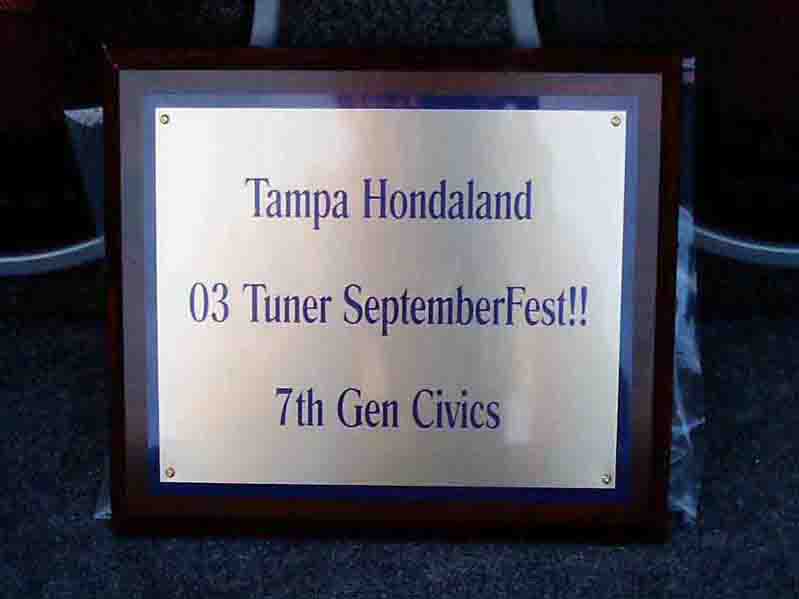 Tampa Hondaland
03 Tuner SeptemberFest!!
7th Gen Civics